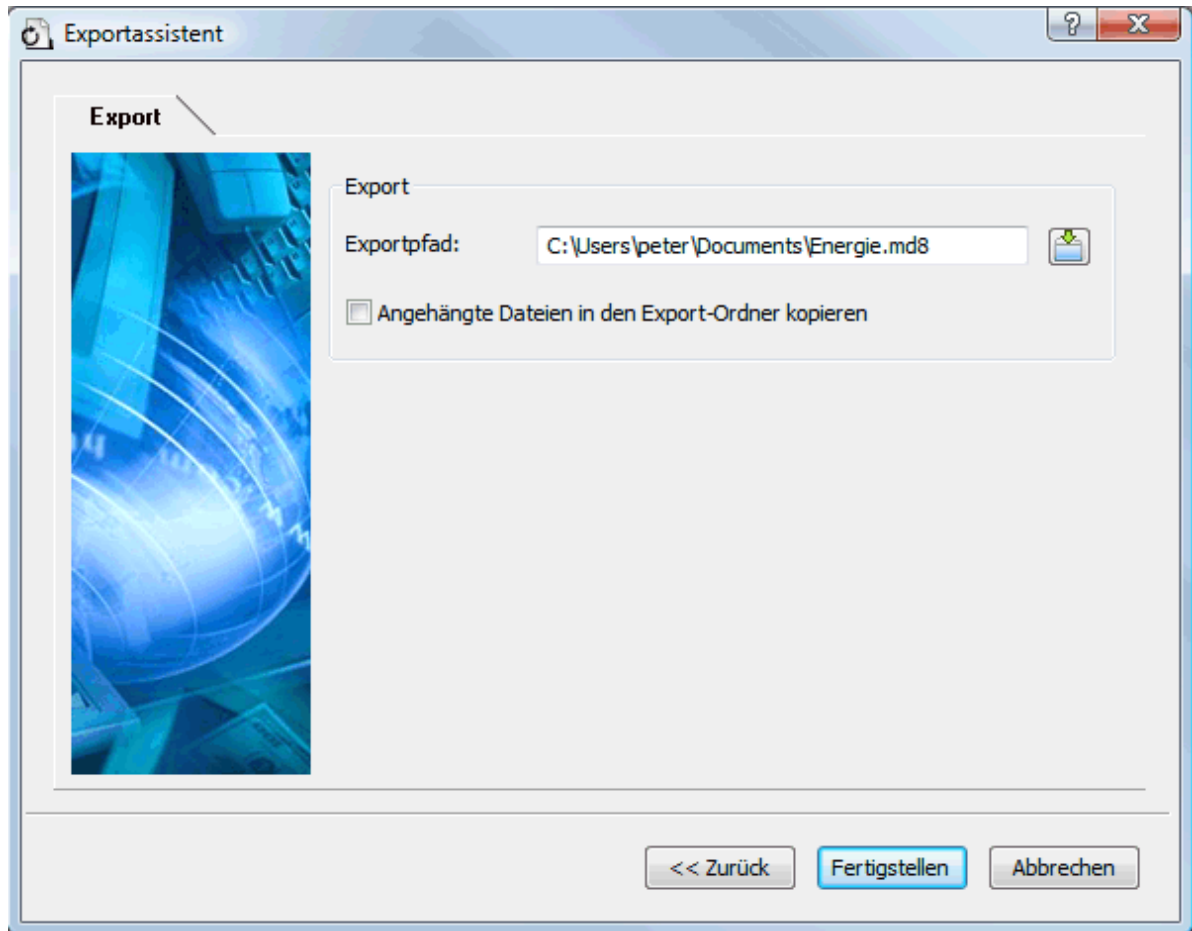 Exportassistent
Export
Export
Exportpfad:
C:\Users\peter\Documents\Energie.md8
Angehängte Dateien in den Export-Ordner kopieren
<< Zurück
Fertigstellen
Abbrechen